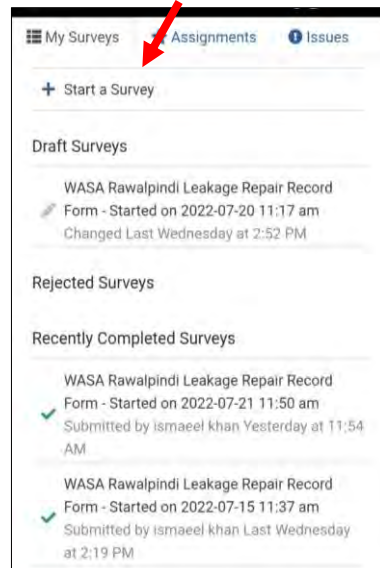 My Surveys Assignments Issues
Start a Survey
Draft Surveys
WASA Rawalpindi Leakage Repair Record
Form - Started on 2022-07-20 11:17 am
Changed Last Wednesday at 2:52 PM
Rejected Surveys
Recently Completed Surveys
WASA Rawalpindi Leakage Repair Record
Form - Started on 2022-07-21 11:50 am
Submitted by ismaeel khan Yesterday at 11:54
AM
WASA Rawalpindi Leakage Repair Record
Form - Started on 2022-07-15 11:37 am
Submitted by ismaeel khan Last Wednesday
at 2:19 PM